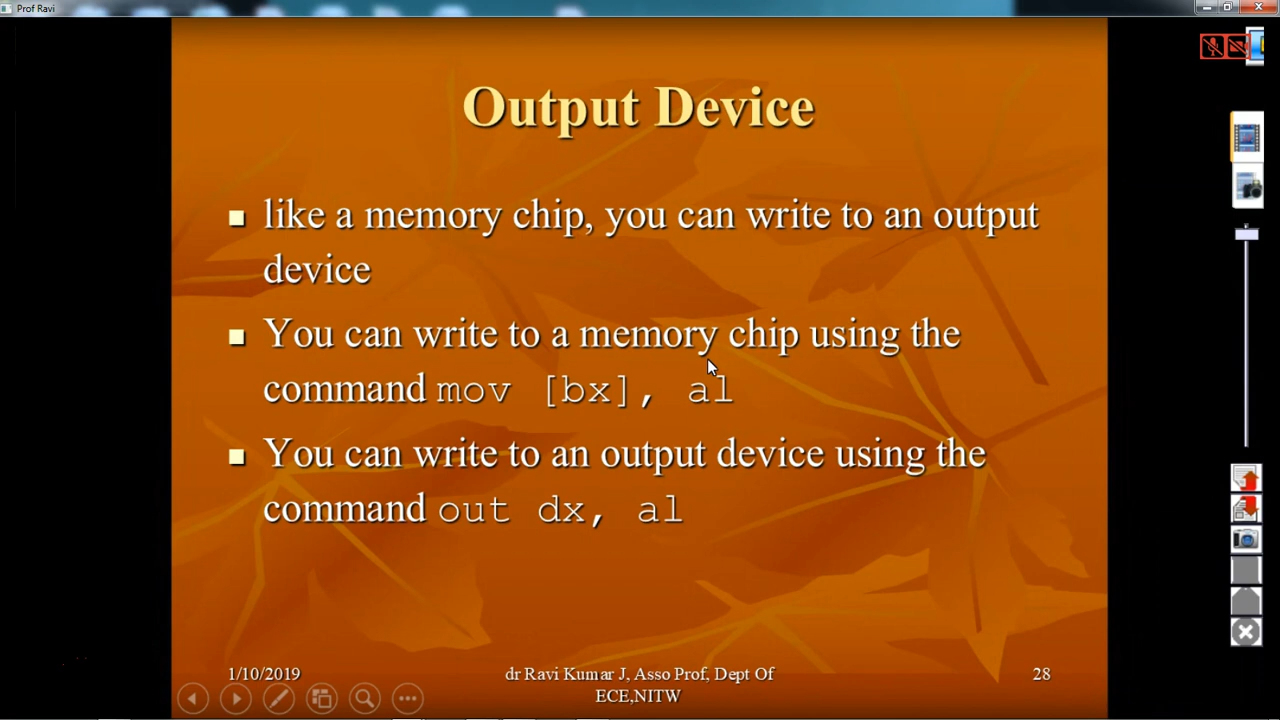 Prof Ravi
Output Device
like a memory chip, you can write to an output
device
You can write to a memory chip using the
command mov [bx], al
You can write to an output device using the
command out dx, al
1/10/2019
dr Ravi Kumar J, Asso Prof, Dept Of
ECE,NITW
28